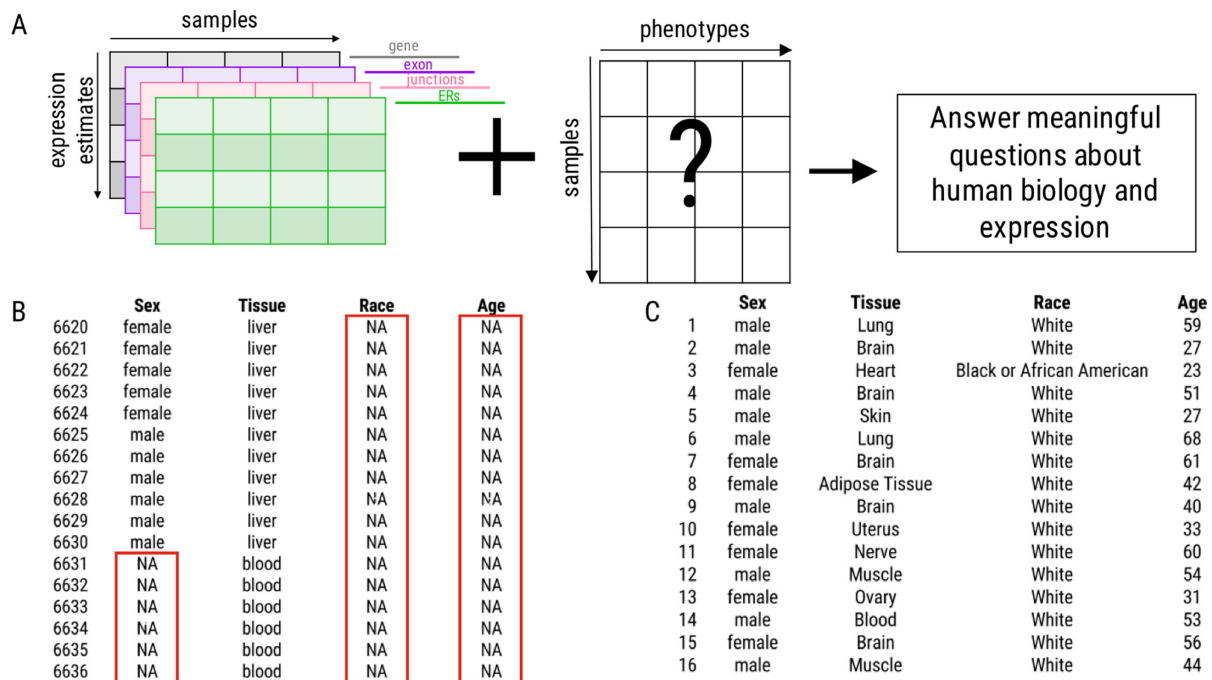 A
samples
expression
estimates
gene
exon
junctions
ERs
phenotypes
samples
?
Answer meaningful
questions about
human biology and
expression
B
Sex Tissue Race Age
6620 female liver NA NA
6621 female liver NA NA
6622 female liver NA NA
6623 female liver NA NA
6624 female liver NA NA
6625 male liver NA NA
6626 male liver NA NA
6627 male liver NA NA
6628 male liver NA NA
6629 male liver NA NA
6630 male liver NA NA
6631 NA blood NA NA
6632 NA blood NA NA
6633 NA blood NA NA
6634 NA blood NA NA
6635 NA blood NA NA
6636 NA blood NA NA
C
Sex Tissue Race Age
1 male Lung White 59
2 male Brain White 27
3 female Heart Black or African American 23
4 male Brain White 51
5 male Skin White 27
6 male Lung White 68
7 female Brain White 61
8 female Adipose Tissue White 42
9 male Brain White 40
10 female Uterus White 33
11 female Nerve White 60
12 male Muscle White 54
13 female Ovary White 31
14 male Blood White 53
15 female Brain White 56
16 male Muscle White 44